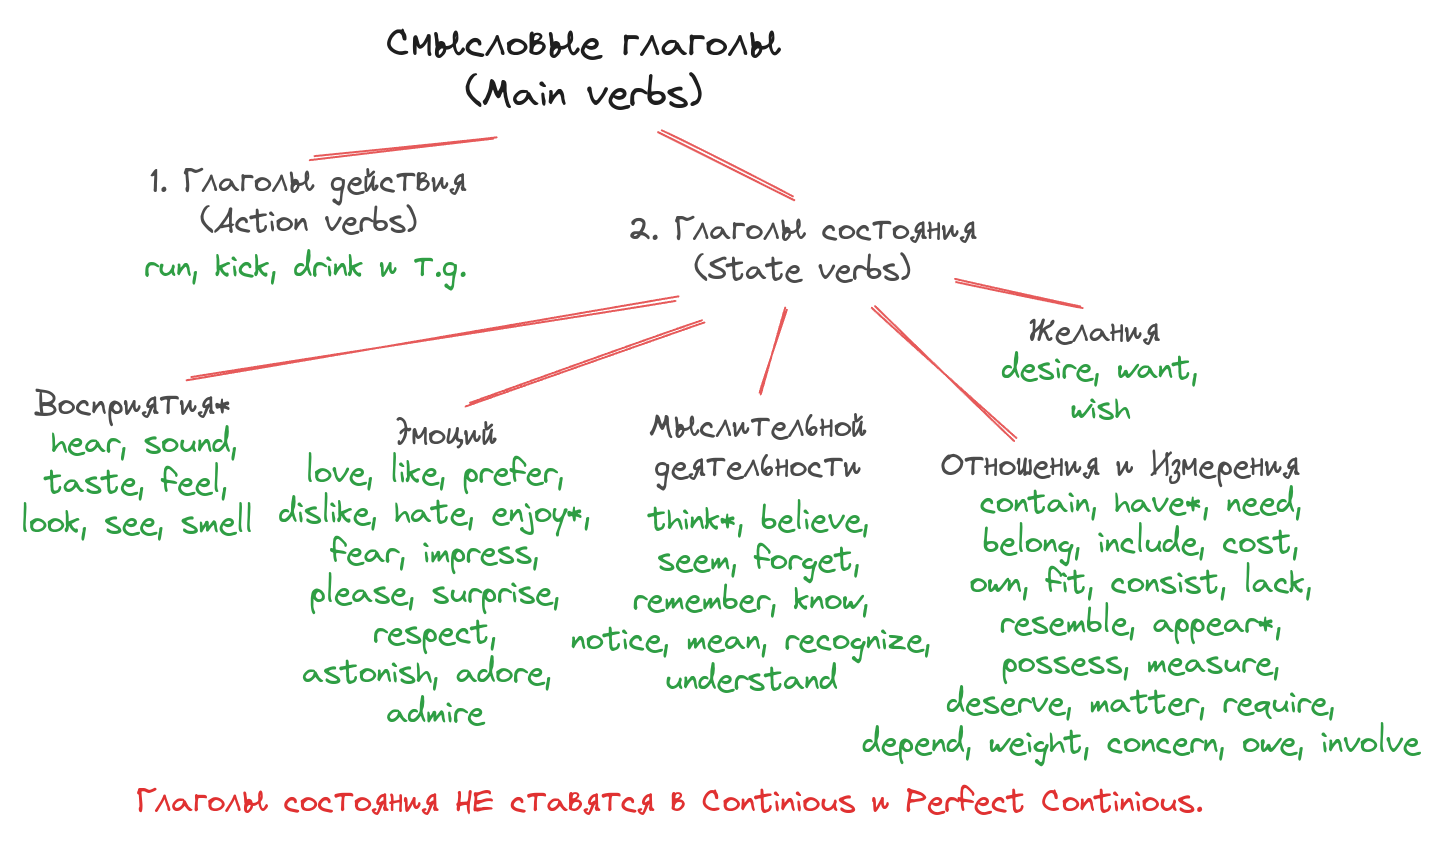 Смысловые глаголы
(Main verbs)
1. Глаголы действия
(Action verbs)
run, kick, drink и т.д.
2. Глаголы состояния
(State verbs)
Восприятия*
hear, sound,
taste, feel,
look, see, smell
Эмоций
love, like, prefer,
dislike, hate, enjoy*,
fear, impress,
please, surprise,
respect,
astonish, adore,
admire
Мыслительной
деятельности
think*, believe,
seem, forget,
remember, know,
notice, mean, recognize,
understand
Отношения и Измерения
contain, have*, need,
belong, include, cost,
own, fit, consist, lack,
resemble, appear*,
possess, measure,
deserve, matter, require,
depend, weight, concern, owe, involve
Желания
desire, want,
wish
Глаголы состояния НЕ ставятся в Continious и Perfect Continious.